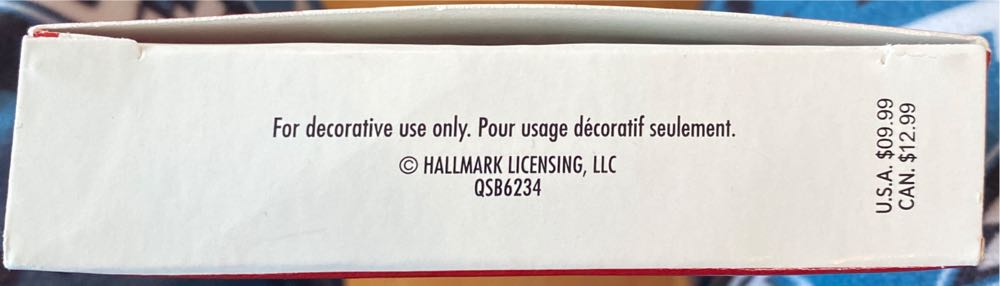 For decorative use only. Pour usage décoratif seulement.
© HALLMARK LICENSING, LLC
QSB6234
U.S.A. $09.99
CAN. $12.99